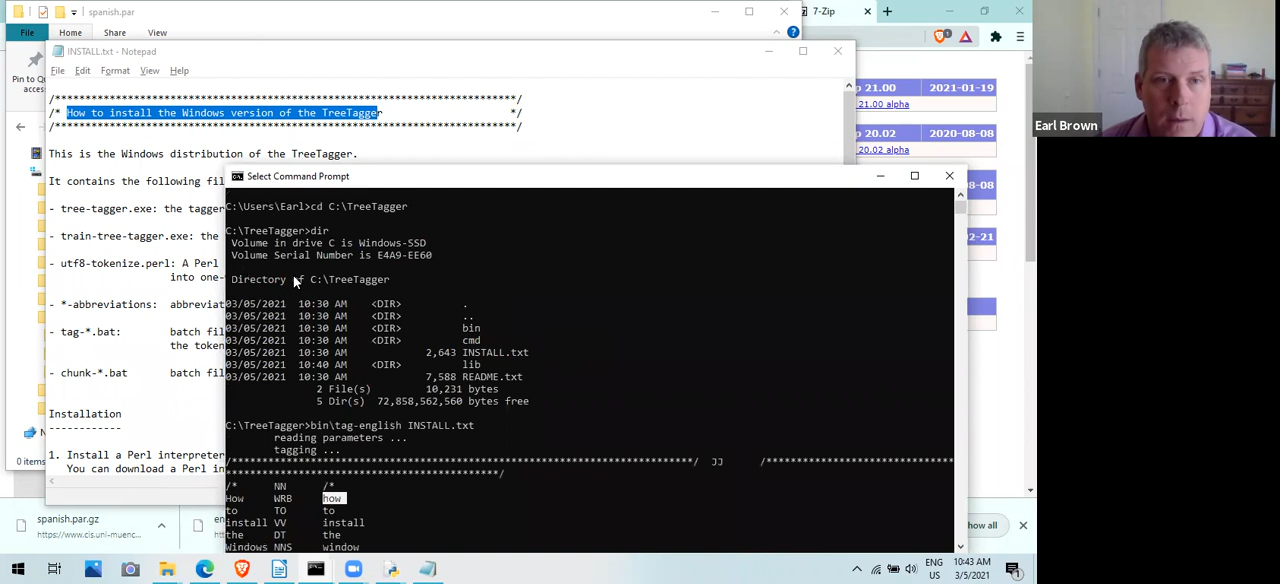 spanish.par
7-Zip
File
Home
Share
View
INSTALL.txt - Notepad
Pin to Qu
access
File Edit Format View Help
/**********************************************************************/
/* How to install the Windows version of the TreeTagger */
/**********************************************************************/
This is the Windows distribution of the TreeTagger.
It contains the following fil
- tree-tagger.exe: the tagger
- train-tree-tagger.exe: the
- utf8-tokenize.perl: A Perl
into one-
- *-abbreviations: abbreviat
- tag-*.bat: batch fil
the token
- chunk-*.bat batch fil
Installation
------------
1. Install a Perl interpreter
You can download a Perl in
0 items
Select Command Prompt
C:\Users\Earl>cd C:\TreeTagger
C:\TreeTagger>dir
Volume in drive C is Windows-SSD
Volume Serial Number is E4A9-EE60
Directory of C:\TreeTagger
03/05/2021 10:30 AM <DIR> .
03/05/2021 10:30 AM <DIR> ..
03/05/2021 10:30 AM <DIR> bin
03/05/2021 10:30 AM <DIR> cmd
03/05/2021 10:30 AM 2,643 INSTALL.txt
03/05/2021 10:40 AM <DIR> lib
03/05/2021 10:30 AM 7,588 README.txt
2 File(s) 10,231 bytes
5 Dir(s) 72,858,562,560 bytes free
C:\TreeTagger>bin\tag-english INSTALL.txt
reading parameters ...
tagging ...
/**********************************************************************/ JJ /*****************************
*****************************************/
/* NN /*
How WRB how
to TO to
install VV install
the DT the
Windows NNS window
p 21.00 2021-01-19
21.00 alpha
p 20.02 2020-08-08
20.02 alpha
8-08
2-21
Earl Brown
spanish.par.gz
https://www.cis.uni-muenc...
en
how all
ENG
US
10:43 AM
3/5/2021